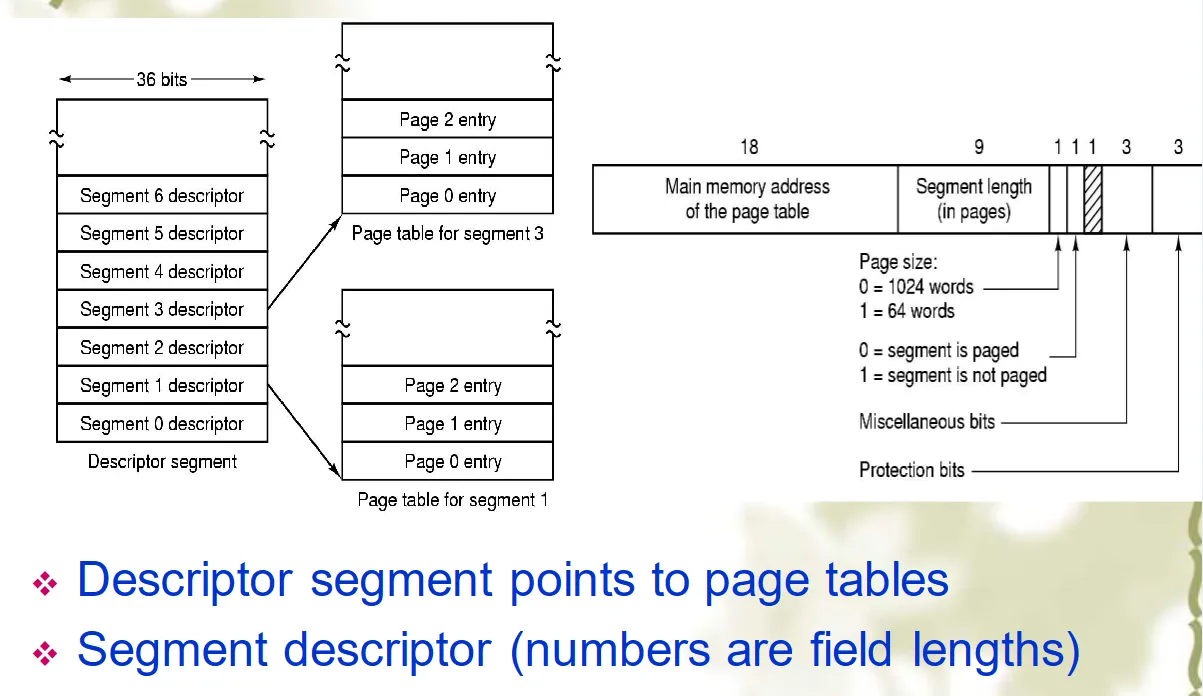 36 bits
Segment 6 descriptor
Segment 5 descriptor
Segment 4 descriptor
Segment 3 descriptor
Segment 2 descriptor
Segment 1 descriptor
Segment 0 descriptor
Descriptor segment
Page 2 entry
Page 1 entry
Page 0 entry
Page table for segment 3
Page 2 entry
Page 1 entry
Page 0 entry
Page table for segment 1
18 9 1 1 1 3 3
Main memory address
of the page table
Segment length
(in pages)
Page size:
0 = 1024 words
1 = 64 words
0 = segment is paged
1 = segment is not paged
Miscellaneous bits
Protection bits
❖ Descriptor segment points to page tables
❖ Segment descriptor (numbers are field lengths)